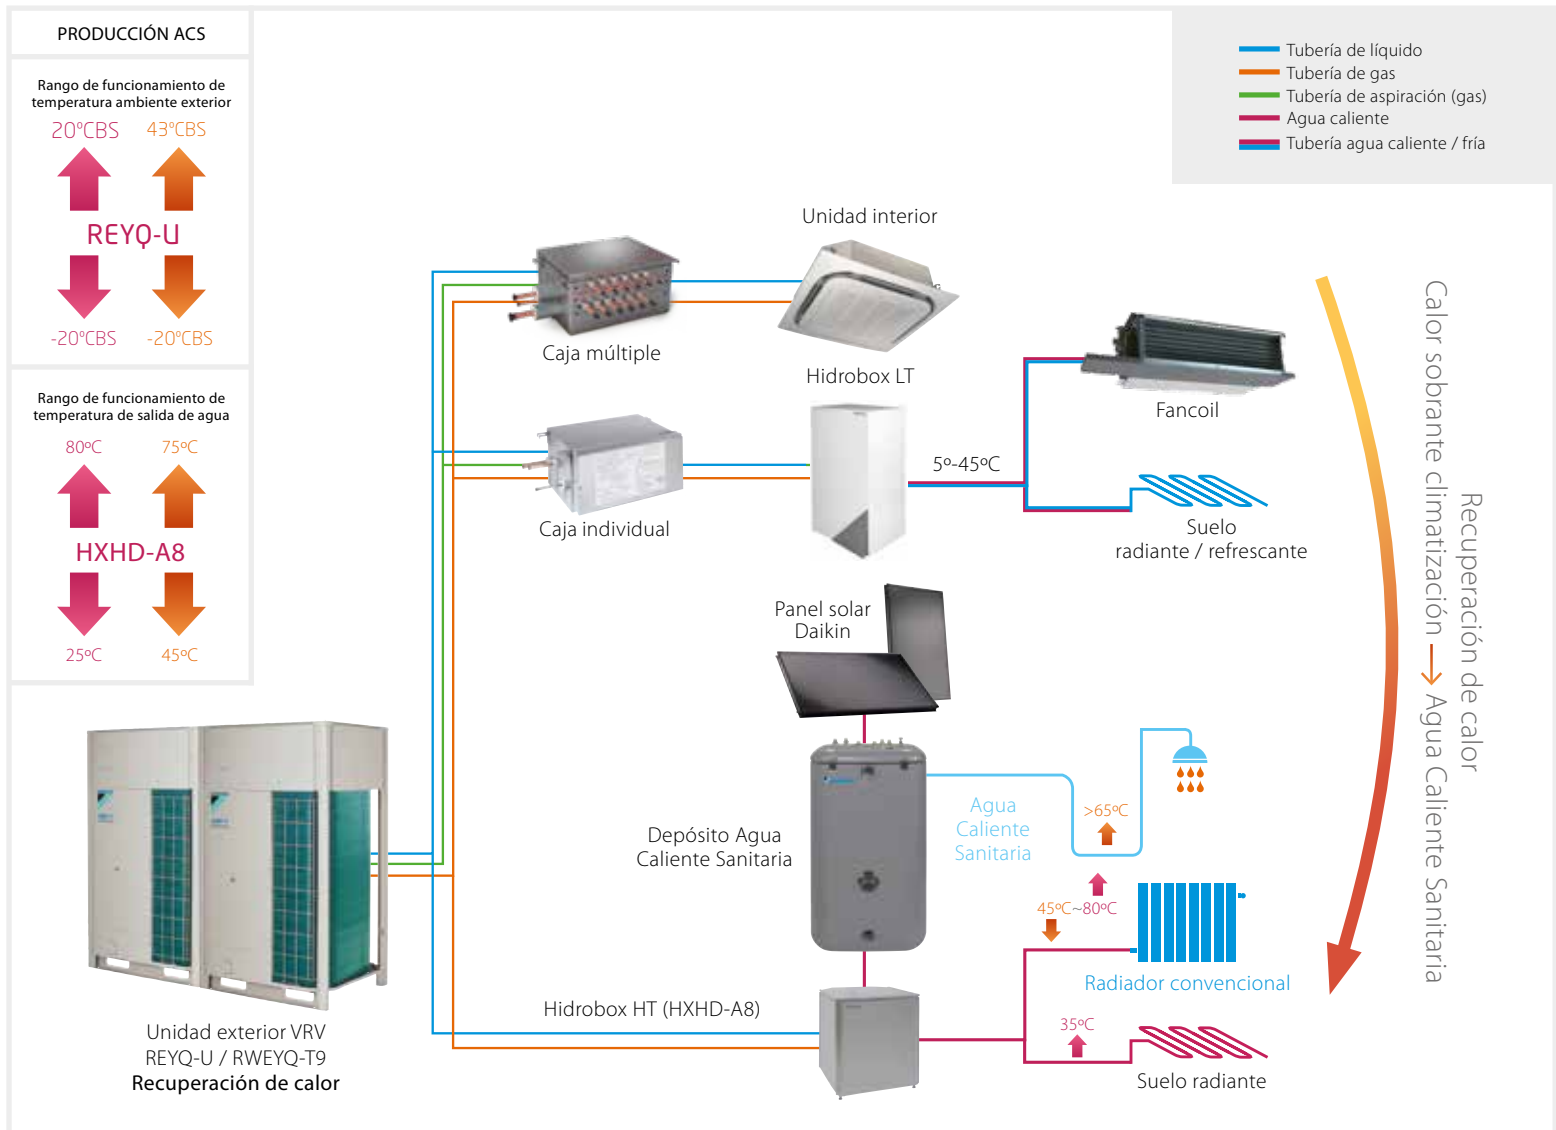 PRODUCCIÓN ACS
Rango de funcionamiento de
temperatura ambiente exterior
20°CBS 43°CBS
REYQ-U
-20°CBS -20°CBS
Rango de funcionamiento de
temperatura de salida de agua
80ºC 75ºC
HXHD-A8
25ºC 45ºC
Tubería de líquido
Tubería de gas
Tubería de aspiración (gas)
Agua caliente
Tubería agua caliente / fría
Unidad interior
Caja múltiple
Hidrobox LT
Fancoil
5º-45ºC
Caja individual
Suelo
radiante / refrescante
Panel solar
Daikin
Depósito Agua
Caliente Sanitaria
Agua
Caliente
Sanitaria
>65ºC
45ºC~80ºC
Radiador convencional
Hidrobox HT (HXHD-A8)
35ºC
Suelo radiante
Unidad exterior VRV
REYQ-U / RWEYQ-T9
Recuperación de calor
Recuperación de calor
Calor sobrante climatización → Agua Caliente Sanitaria